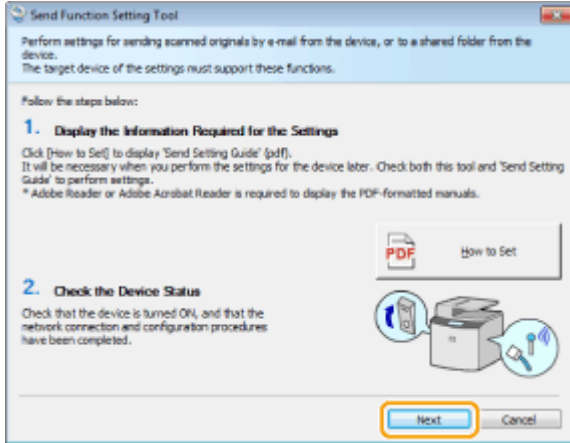 Send Function Setting Tool
Perform settings for sending scanned originals by e-mail from the device, or to a shared folder from the
device.
The target device of the settings must support these functions.
Follow the steps below:
1. Display the Information Required for the Settings
Click [How to Set] to display 'Send Setting Guide' (pdf).
It will be necessary when you perform the settings for the device later. Check both this tool and 'Send Setting
Guide' to perform settings.
* Adobe Reader or Adobe Acrobat Reader is required to display the PDF-formatted manuals.
PDF How to Set
2. Check the Device Status
Check that the device is turned ON, and that the
network connection and configuration procedures
have been completed.
Next Cancel